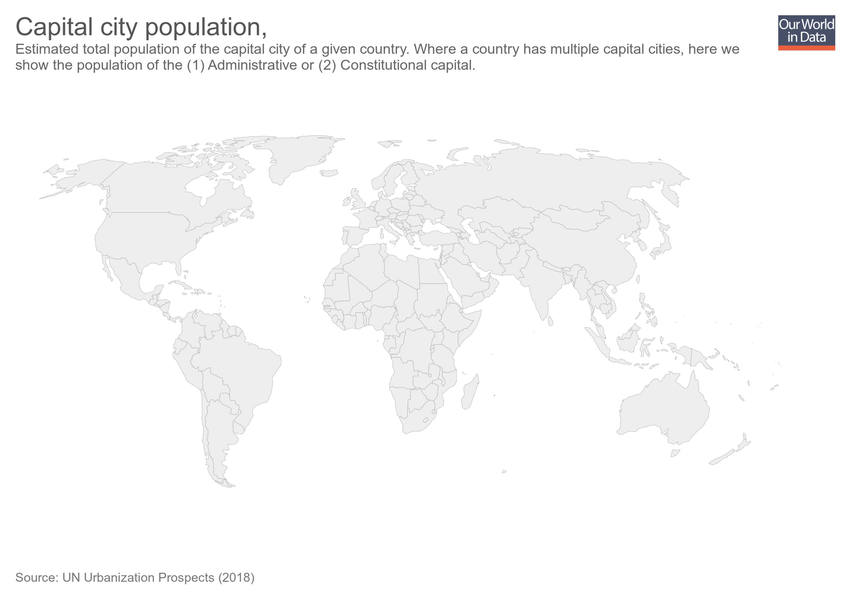 Capital city population,
Our World
in Data
Estimated total population of the capital city of a given country. Where a country has multiple capital cities, here we
show the population of the (1) Administrative or (2) Constitutional capital.
Source: UN Urbanization Prospects (2018)